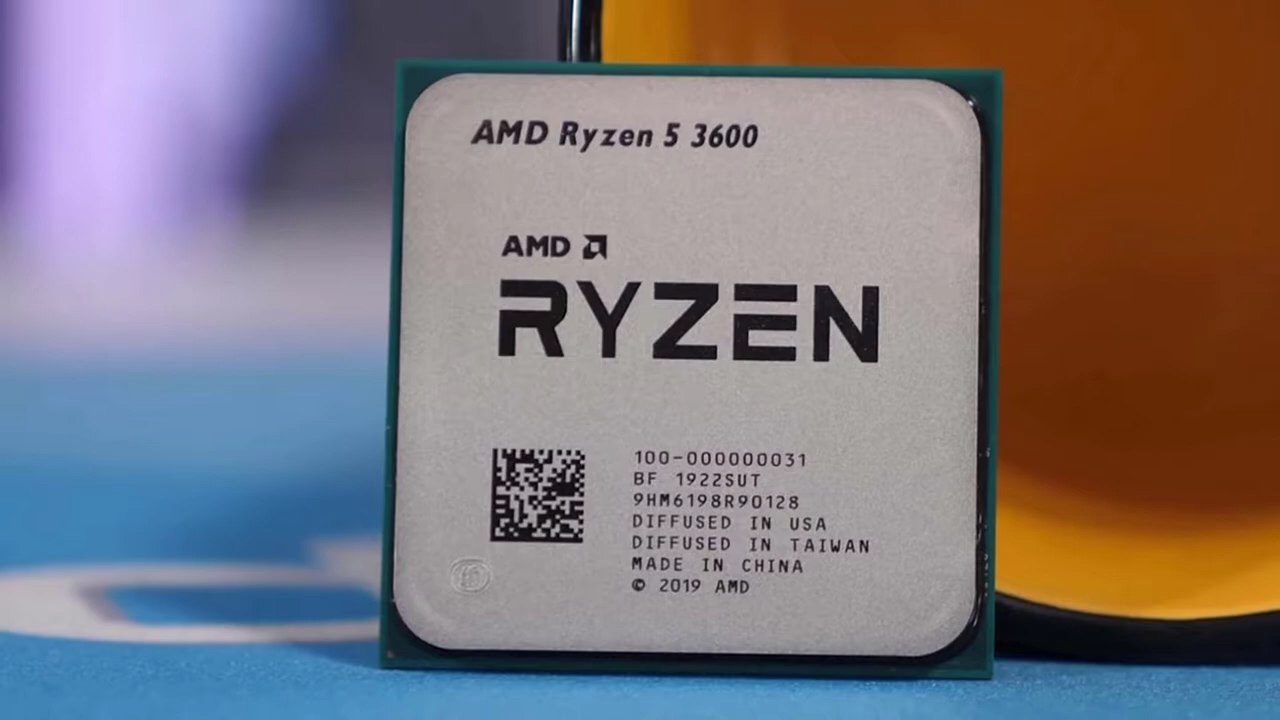 AMD Ryzen 5 3600
AMD
RYZEN
100-000000031
BF 1922SUT
9HM6198R90128
DIFFUSED IN USA
DIFFUSED IN TAIWAN
MADE IN CHINA
© 2019 AMD